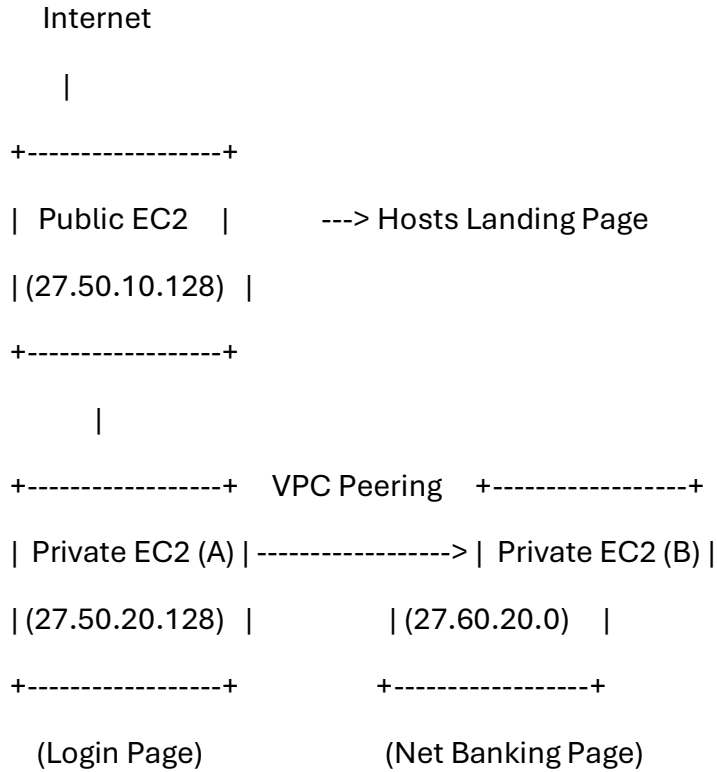 Internet
|
+------------------+
| Public EC2 | ---> Hosts Landing Page
|(27.50.10.128) |
+------------------+
|
+------------------+ VPC Peering +------------------+
| Private EC2 (A) | ------------------> | Private EC2 (B) |
|(27.50.20.128) | |(27.60.20.0) |
+------------------+ +------------------+
(Login Page) (Net Banking Page)